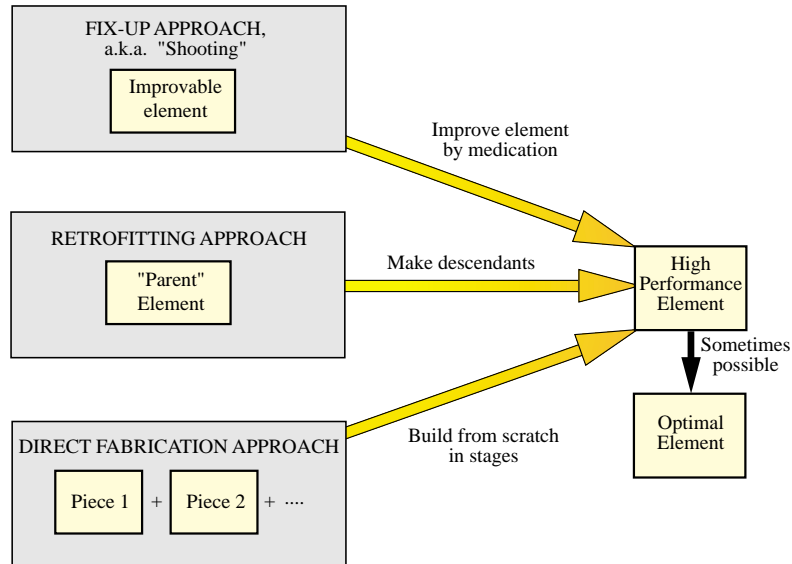 FIX-UP APPROACH,
a.k.a. "Shooting"
Improvable
element
Improve element
by medication
RETROFITTING APPROACH
"Parent"
Element
Make descendants
High
Performance
Element
Sometimes
possible
Optimal
Element
DIRECT FABRICATION APPROACH
Piece 1 + Piece 2 + ....
Build from scratch
in stages